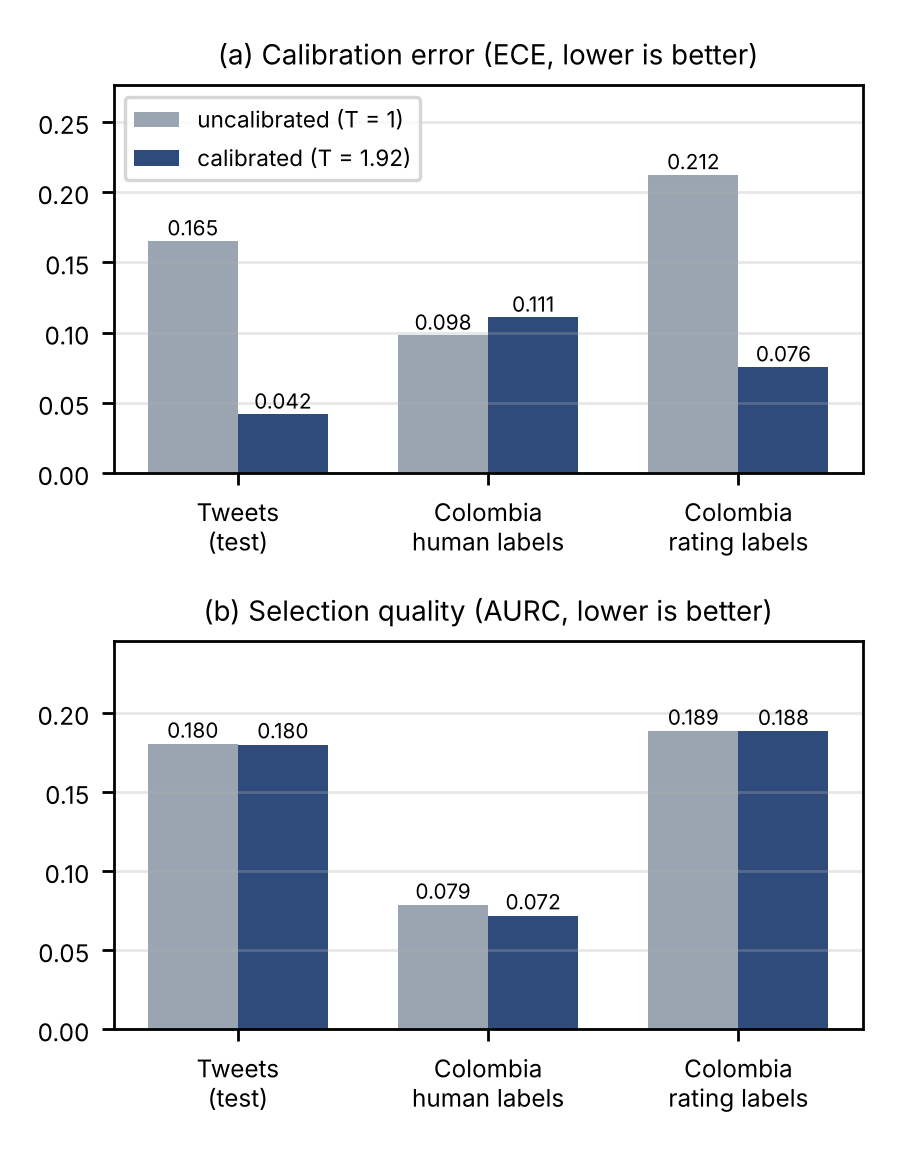 (a) Calibration error (ECE, lower is better)
0.25
0.20
0.15
0.10
0.05
0.00
uncalibrated (T = 1)
calibrated (T = 1.92)
0.165
0.042
0.098
0.111
0.212
0.076
Tweets
(test)
Colombia
human labels
Colombia
rating labels
(b) Selection quality (AURC, lower is better)
0.20
0.15
0.10
0.05
0.00
0.180
0.180
0.079
0.072
0.189
0.188
Tweets
(test)
Colombia
human labels
Colombia
rating labels